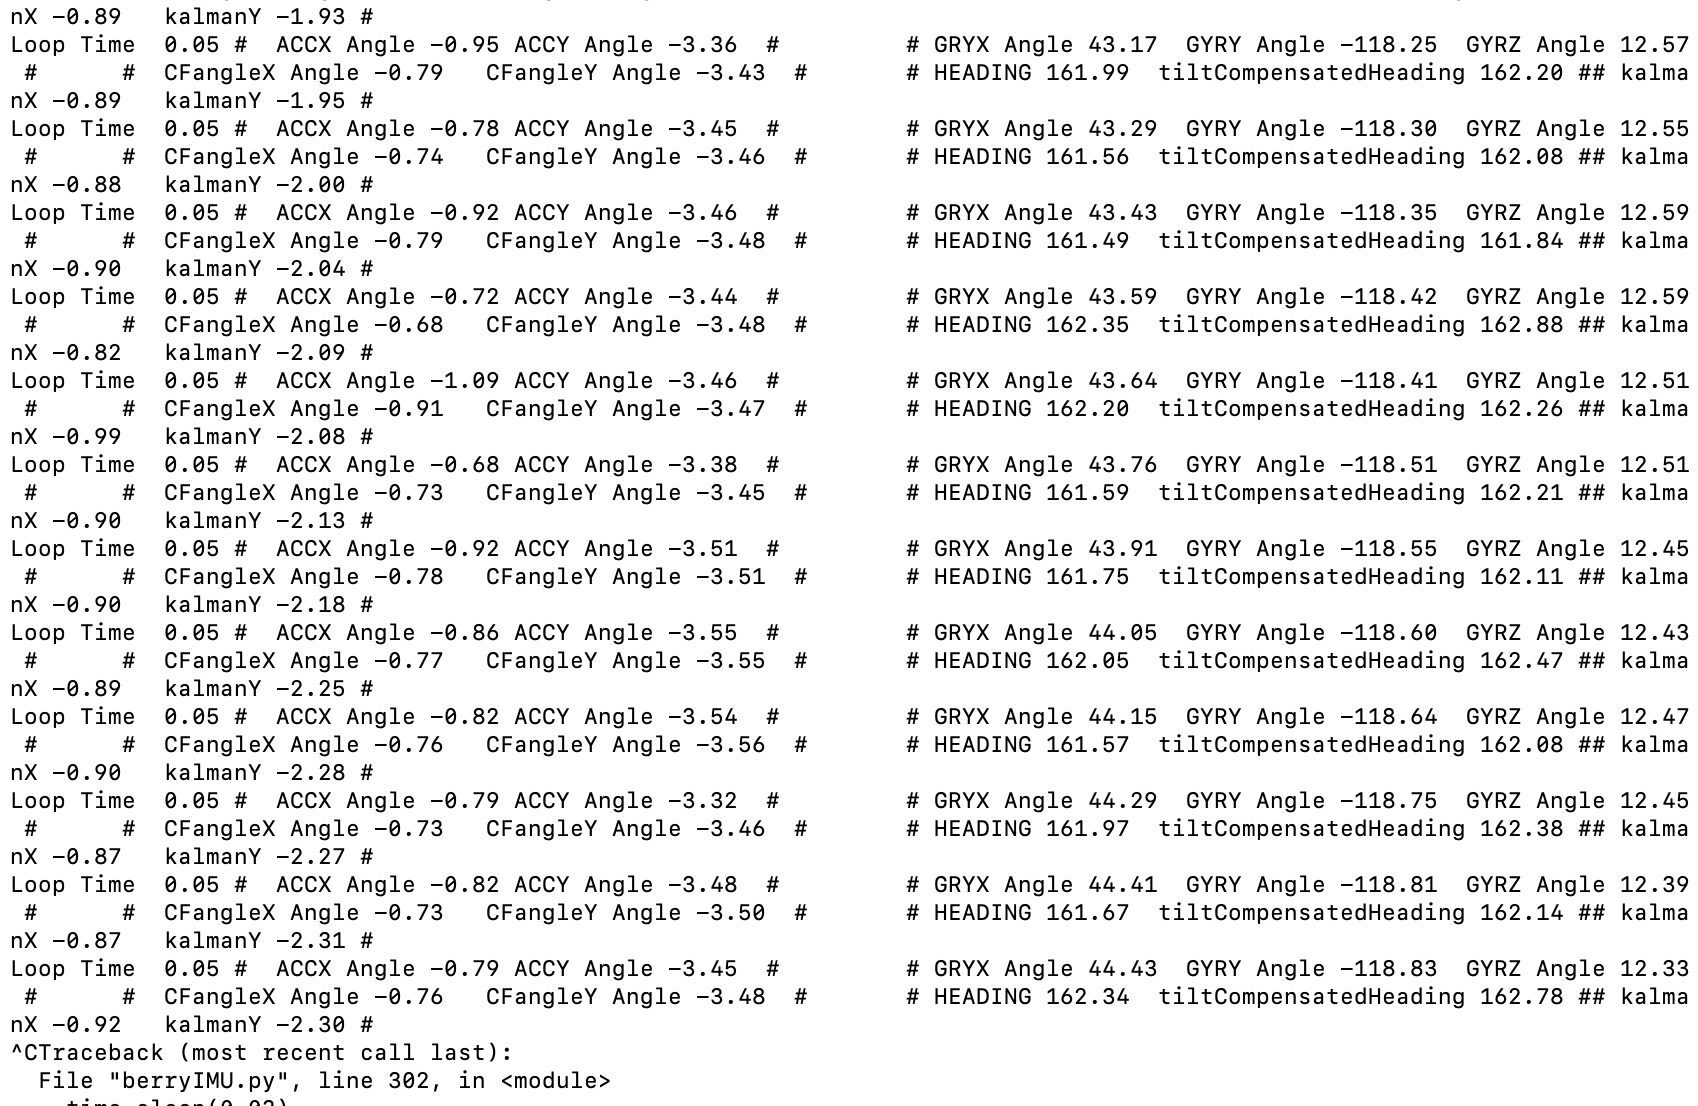 nX -0.89   kalmanY -1.93 #
Loop Time  0.05 #  ACCX Angle -0.95 ACCY Angle -3.36  #         # GRYX Angle 43.17  GYRY Angle -118.25  GYRZ Angle 12.57
 #      #  CFangleX Angle -0.79   CFangleY Angle -3.43  #       # HEADING 161.99  tiltCompensatedHeading 162.20 ## kalma
nX -0.89   kalmanY -1.95 #
Loop Time  0.05 #  ACCX Angle -0.78 ACCY Angle -3.45  #         # GRYX Angle 43.29  GYRY Angle -118.30  GYRZ Angle 12.55
 #      #  CFangleX Angle -0.74   CFangleY Angle -3.46  #       # HEADING 161.56  tiltCompensatedHeading 162.08 ## kalma
nX -0.88   kalmanY -2.00 #
Loop Time  0.05 #  ACCX Angle -0.92 ACCY Angle -3.46  #         # GRYX Angle 43.43  GYRY Angle -118.35  GYRZ Angle 12.59
 #      #  CFangleX Angle -0.79   CFangleY Angle -3.48  #       # HEADING 161.49  tiltCompensatedHeading 161.84 ## kalma
nX -0.90   kalmanY -2.04 #
Loop Time  0.05 #  ACCX Angle -0.72 ACCY Angle -3.44  #         # GRYX Angle 43.59  GYRY Angle -118.42  GYRZ Angle 12.59
 #      #  CFangleX Angle -0.68   CFangleY Angle -3.48  #       # HEADING 162.35  tiltCompensatedHeading 162.88 ## kalma
nX -0.82   kalmanY -2.09 #
Loop Time  0.05 #  ACCX Angle -1.09 ACCY Angle -3.46  #         # GRYX Angle 43.64  GYRY Angle -118.41  GYRZ Angle 12.51
 #      #  CFangleX Angle -0.91   CFangleY Angle -3.47  #       # HEADING 162.20  tiltCompensatedHeading 162.26 ## kalma
nX -0.99   kalmanY -2.08 #
Loop Time  0.05 #  ACCX Angle -0.68 ACCY Angle -3.38  #         # GRYX Angle 43.76  GYRY Angle -118.51  GYRZ Angle 12.51
 #      #  CFangleX Angle -0.73   CFangleY Angle -3.45  #       # HEADING 161.59  tiltCompensatedHeading 162.21 ## kalma
nX -0.90   kalmanY -2.13 #
Loop Time  0.05 #  ACCX Angle -0.92 ACCY Angle -3.51  #         # GRYX Angle 43.91  GYRY Angle -118.55  GYRZ Angle 12.45
 #      #  CFangleX Angle -0.78   CFangleY Angle -3.51  #       # HEADING 161.75  tiltCompensatedHeading 162.11 ## kalma
nX -0.90   kalmanY -2.18 #
Loop Time  0.05 #  ACCX Angle -0.86 ACCY Angle -3.55  #         # GRYX Angle 44.05  GYRY Angle -118.60  GYRZ Angle 12.43
 #      #  CFangleX Angle -0.77   CFangleY Angle -3.55  #       # HEADING 162.05  tiltCompensatedHeading 162.47 ## kalma
nX -0.89   kalmanY -2.25 #
Loop Time  0.05 #  ACCX Angle -0.82 ACCY Angle -3.54  #         # GRYX Angle 44.15  GYRY Angle -118.64  GYRZ Angle 12.47
 #      #  CFangleX Angle -0.76   CFangleY Angle -3.56  #       # HEADING 161.57  tiltCompensatedHeading 162.08 ## kalma
nX -0.90   kalmanY -2.28 #
Loop Time  0.05 #  ACCX Angle -0.79 ACCY Angle -3.32  #         # GRYX Angle 44.29  GYRY Angle -118.75  GYRZ Angle 12.45
 #      #  CFangleX Angle -0.73   CFangleY Angle -3.46  #       # HEADING 161.97  tiltCompensatedHeading 162.38 ## kalma
nX -0.87   kalmanY -2.27 #
Loop Time  0.05 #  ACCX Angle -0.82 ACCY Angle -3.48  #         # GRYX Angle 44.41  GYRY Angle -118.81  GYRZ Angle 12.39
 #      #  CFangleX Angle -0.73   CFangleY Angle -3.50  #       # HEADING 161.67  tiltCompensatedHeading 162.14 ## kalma
nX -0.87   kalmanY -2.31 #
Loop Time  0.05 #  ACCX Angle -0.79 ACCY Angle -3.45  #         # GRYX Angle 44.43  GYRY Angle -118.83  GYRZ Angle 12.33
 #      #  CFangleX Angle -0.76   CFangleY Angle -3.48  #       # HEADING 162.34  tiltCompensatedHeading 162.78 ## kalma
nX -0.92   kalmanY -2.30 #
^CTraceback (most recent call last):
  File "berryIMU.py", line 302, in <module>